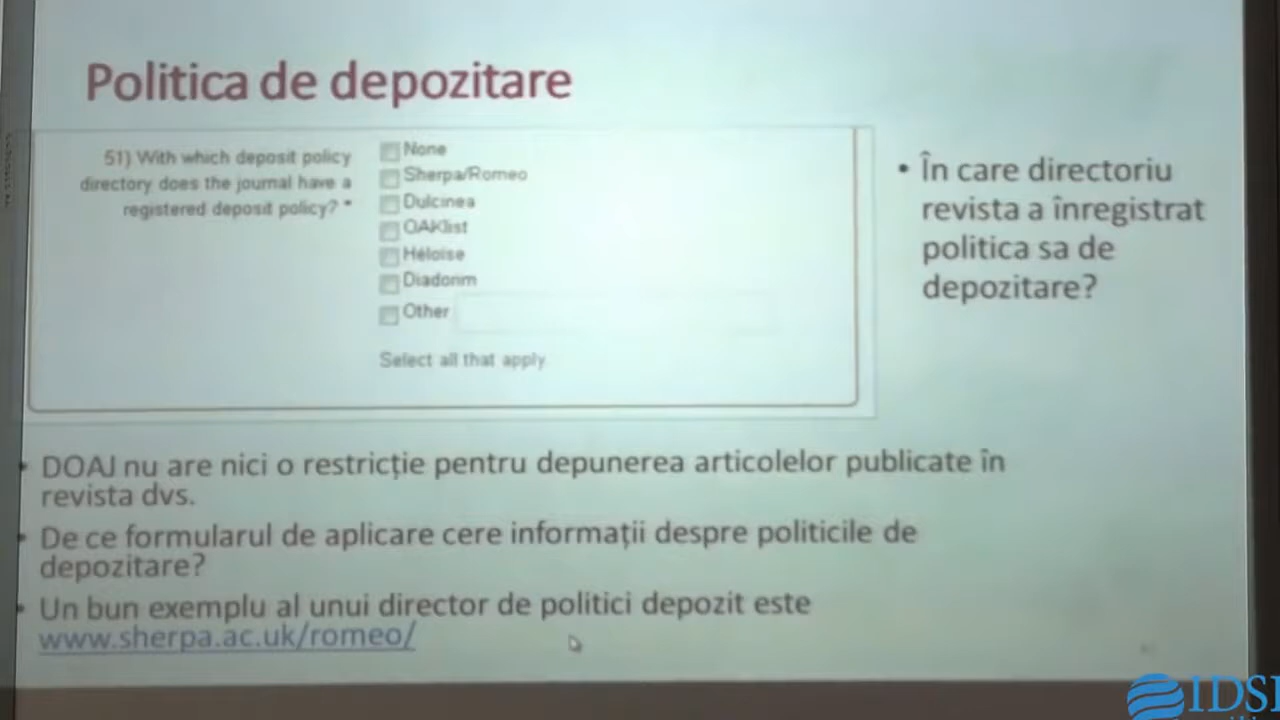 Politica de depozitare
51) With which deposit policy
directory does the journal have a
registered deposit policy? *
None
Sherpa/Romeo
Dulcinea
OAKlist
Héloïse
Diadorim
Other
Select all that apply
• În care directoriu
revista a înregistrat
politica sa de
depozitare?
• DOAJ nu are nici o restricție pentru depunerea articolelor publicate în
revista dvs.
• De ce formularul de aplicare cere informații despre politicile de
depozitare?
• Un bun exemplu al unui director de politici depozit este
www.sherpa.ac.uk/romeo/
IDSI